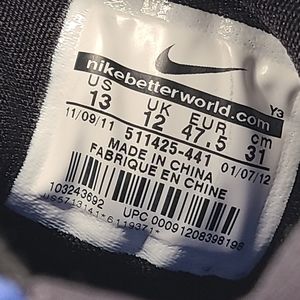 nikebetterworld.com
Y3
US UK EUR cm
13 12 47.5 31
11/09/11 511425-441 01/07/12
MADE IN CHINA
FABRIQUE EN CHINE
103243692
UPC 00091208398198